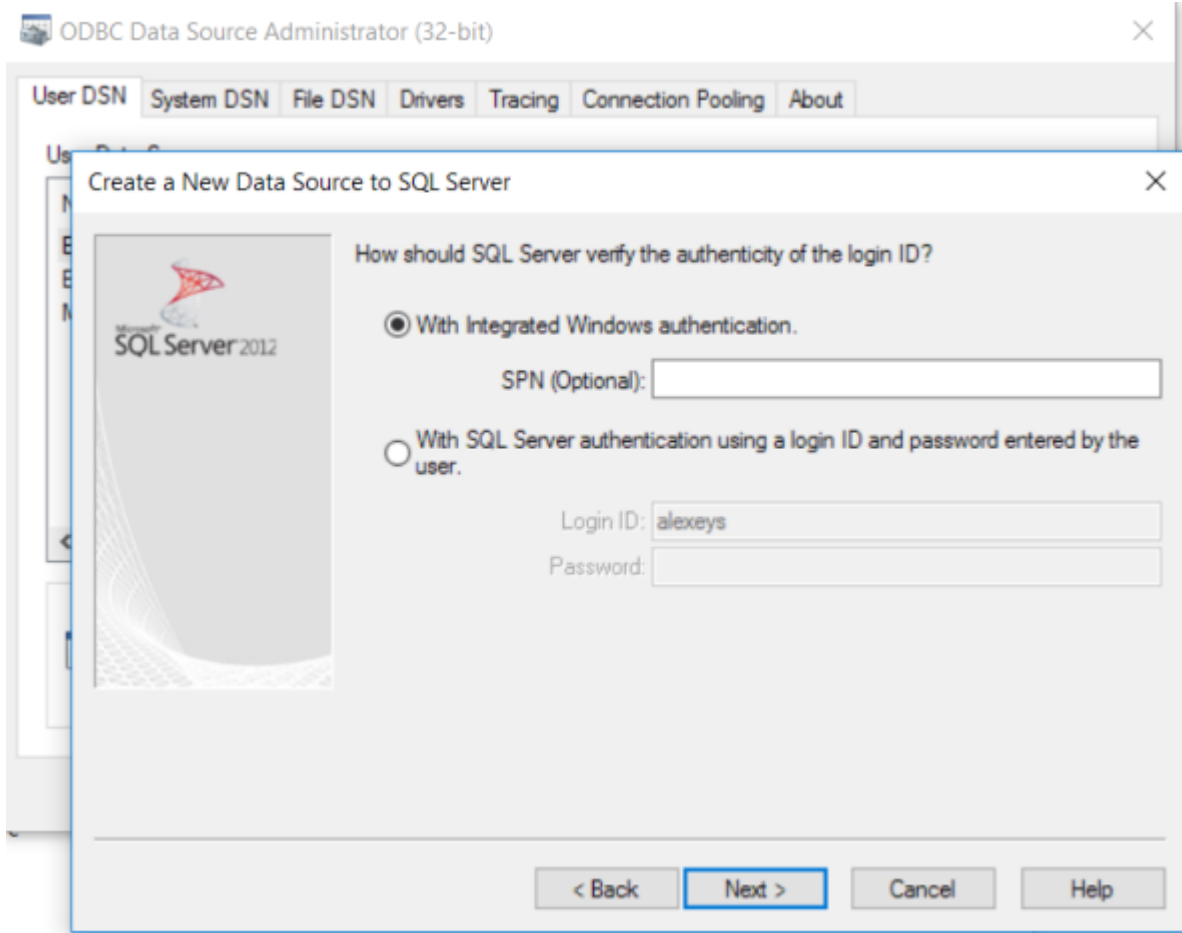 ODBC Data Source Administrator (32-bit)
User DSN System DSN File DSN Drivers Tracing Connection Pooling About
Create a New Data Source to SQL Server
Microsoft
SQL Server 2012
How should SQL Server verify the authenticity of the login ID?
With Integrated Windows authentication.
SPN (Optional):
With SQL Server authentication using a login ID and password entered by the
user.
Login ID: alexeys
Password:
< Back Next > Cancel Help